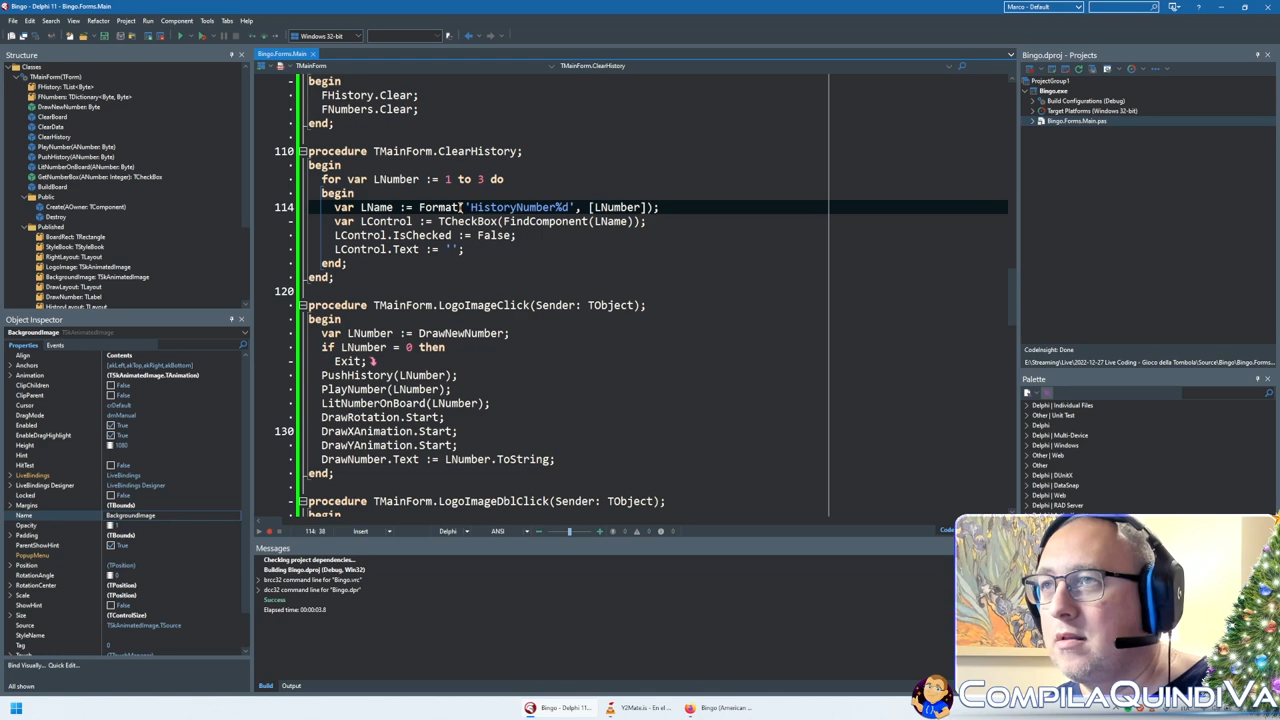 Bingo - Delphi 11 - Bingo.Forms.Main
Marco - Default
File Edit Search View Refactor Project Run Component Tools Tabs Help
Windows 32-bit
Structure
Classes
TMainForm(TForm)
FHistory: TList<Byte>
FNumbers: TDictionary<Byte, Byte>
DrawNewNumber: Byte
ClearBoard
ClearData
ClearHistory
PlayNumber(ANumber: Byte)
PushHistory(ANumber: Byte)
LitNumberOnBoard(ANumber: Byte)
GetNumberBox(ANumber: Integer): TCheckBox
BuildBoard
Public
Create(AOwner: TComponent)
Destroy
Published
BoardRect: TRectangle
StyleBook: TStyleBook
RightLayout: TLayout
LogoImage: TSkAnimatedImage
BackgroundImage: TSkAnimatedImage
DrawLayout: TLayout
DrawNumber: TLabel
HistoryLayout: TLayout
Object Inspector
BackgroundImage TSkAnimatedImage
Properties Events
Align Contents
Anchors [akLeft,akTop,akRight,akBottom]
Animation (TSkAnimatedImage.TAnimation)
ClipChildren False
ClipParent False
Cursor crDefault
DragMode dmManual
Enabled True
EnableDragHighlight True
Height 1080
Hint
HitTest False
LiveBindings LiveBindings
LiveBindings Designer LiveBindings Designer
Locked False
Margins (TBounds)
Name BackgroundImage
Opacity 1
Padding (TBounds)
ParentShowHint True
PopupMenu
Position (TPosition)
RotationAngle 0
RotationCenter (TPosition)
Scale (TPosition)
ShowHint False
Size (TControlSize)
Source TSkAnimatedImage.TSource
StyleName
Tag 0
Bind Visually... Quick Edit...
All shown
Bingo.Forms.Main
TMainForm
TMainForm.ClearHistory
begin
FHistory.Clear;
FNumbers.Clear;
end;
110 procedure TMainForm.ClearHistory;
begin
for var LNumber := 1 to 3 do
begin
114 var LName := Format('HistoryNumber%d', [LNumber]);
var LControl := TCheckBox(FindComponent(LName));
LControl.IsChecked := False;
LControl.Text := '';
end;
end;
120
procedure TMainForm.LogoImageClick(Sender: TObject);
begin
var LNumber := DrawNewNumber;
if LNumber = 0 then
Exit;
PushHistory(LNumber);
PlayNumber(LNumber);
LitNumberOnBoard(LNumber);
DrawRotation.Start;
130 DrawXAnimation.Start;
DrawYAnimation.Start;
DrawNumber.Text := LNumber.ToString;
end;
procedure TMainForm.LogoImageDblClick(Sender: TObject);
begin
114: 38 Insert Delphi ANSI
Messages
Checking project dependencies...
Building Bingo.dproj (Debug, Win32)
brcc32 command line for "Bingo.vrc"
dcc32 command line for "Bingo.dpr"
Success
Elapsed time: 00:00:03.8
Build Output
Bingo.dproj - Projects
ProjectGroup1
Bingo.exe
Build Configurations (Debug)
Target Platforms (Windows 32-bit)
Bingo.Forms.Main.pas
CodeInsight: Done
E:\Streaming\Live\2022-12-27 Live Coding - Gioco della Tombola\Source\Bingo\Bingo.Forms.
Palette
Delphi | Individual Files
Other | Unit Test
Delphi
Delphi | Multi-Device
Delphi | Windows
Other | Web
Other
Delphi | DUnitX
Delphi | DataSnap
Delphi | Web
Delphi | RAD Server
Bingo - Delphi 11...
Y2Mate.is - en el ...
Bingo (American ...
COMPILAQUINDIVA